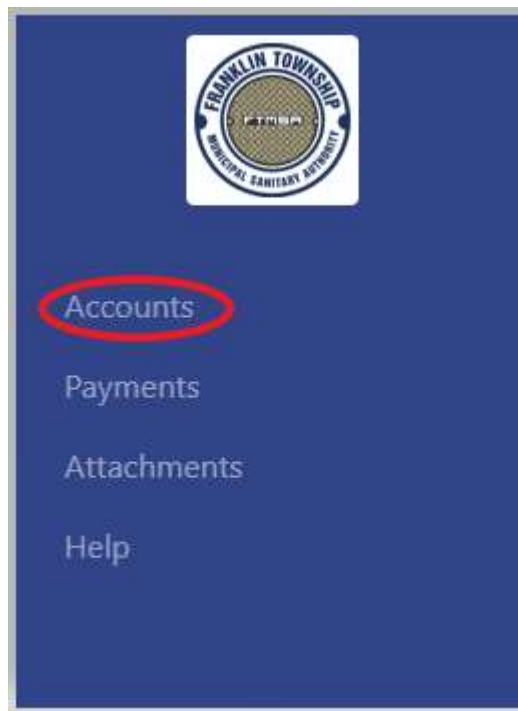 FRANKLIN TOWNSHIP
FTMSA
MUNICIPAL SANITARY AUTHORITY
Accounts
Payments
Attachments
Help